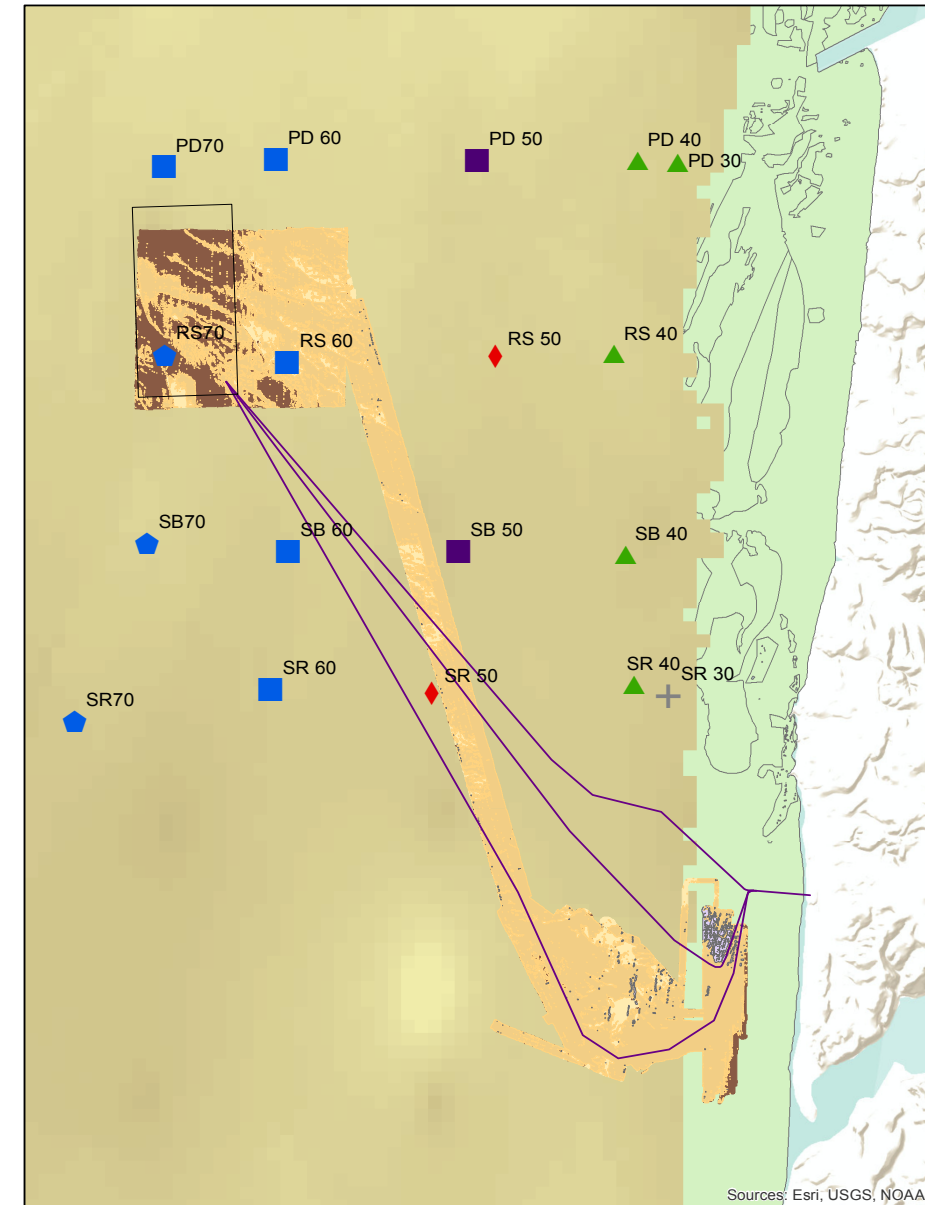 PD70
PD 60
PD 50
PD 40
PD 30
RS70
RS 60
RS 50
RS 40
SB70
SB 60
SB 50
SB 40
SR70
SR 60
SR 50
SR 40
SR 30
Sources: Esri, USGS, NOAA